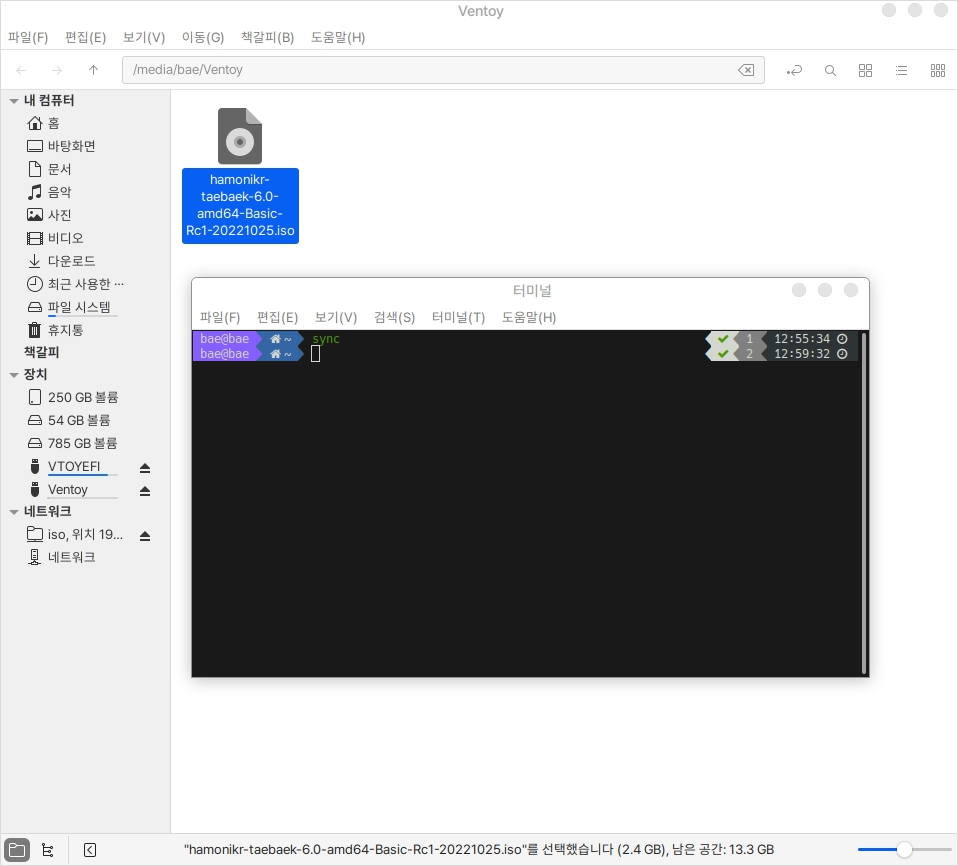 Ventoy
파일(F) 편집(E) 보기(V) 이동(G) 책갈피(B) 도움말(H)
/media/bae/Ventoy
내 컴퓨터
홈
바탕화면
문서
음악
사진
비디오
다운로드
최근 사용한 ...
파일 시스템
휴지통
책갈피
장치
250 GB 볼륨
54 GB 볼륨
785 GB 볼륨
VTOYEFI
Ventoy
네트워크
iso, 위치 19...
네트워크
hamonikr-
taebaek-6.0-
amd64-Basic-
Rc1-20221025.iso
터미널
파일(F) 편집(E) 보기(V) 검색(S) 터미널(T) 도움말(H)
bae@bae ~ sync 1 12:55:34
bae@bae ~ 2 12:59:32
"hamonikr-taebaek-6.0-amd64-Basic-Rc1-20221025.iso"를 선택했습니다 (2.4 GB), 남은 공간: 13.3 GB